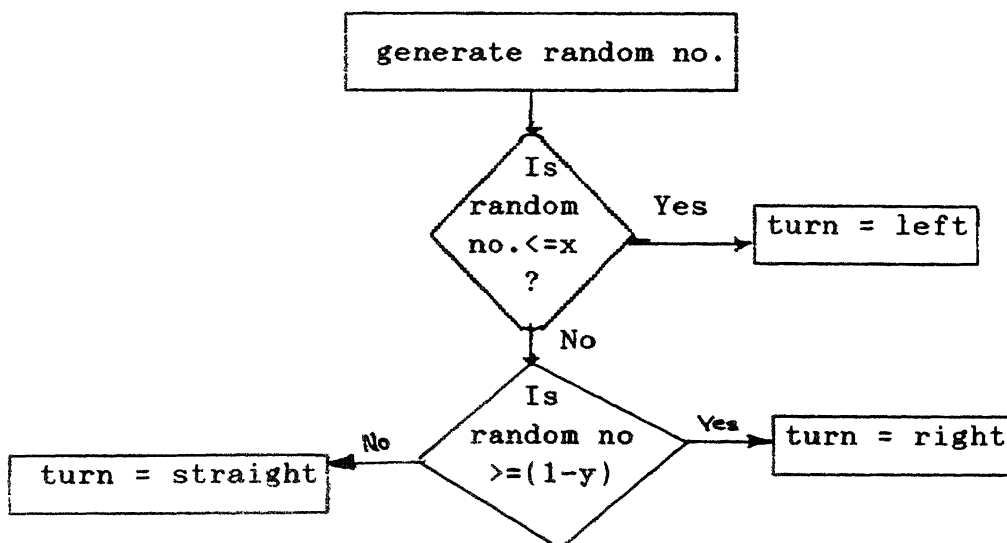 generate random no.
Is
random
no.<=x
?
Yes
turn = left
No
Is
random no
>=(1-y)
Yes
turn = right
No
turn = straight